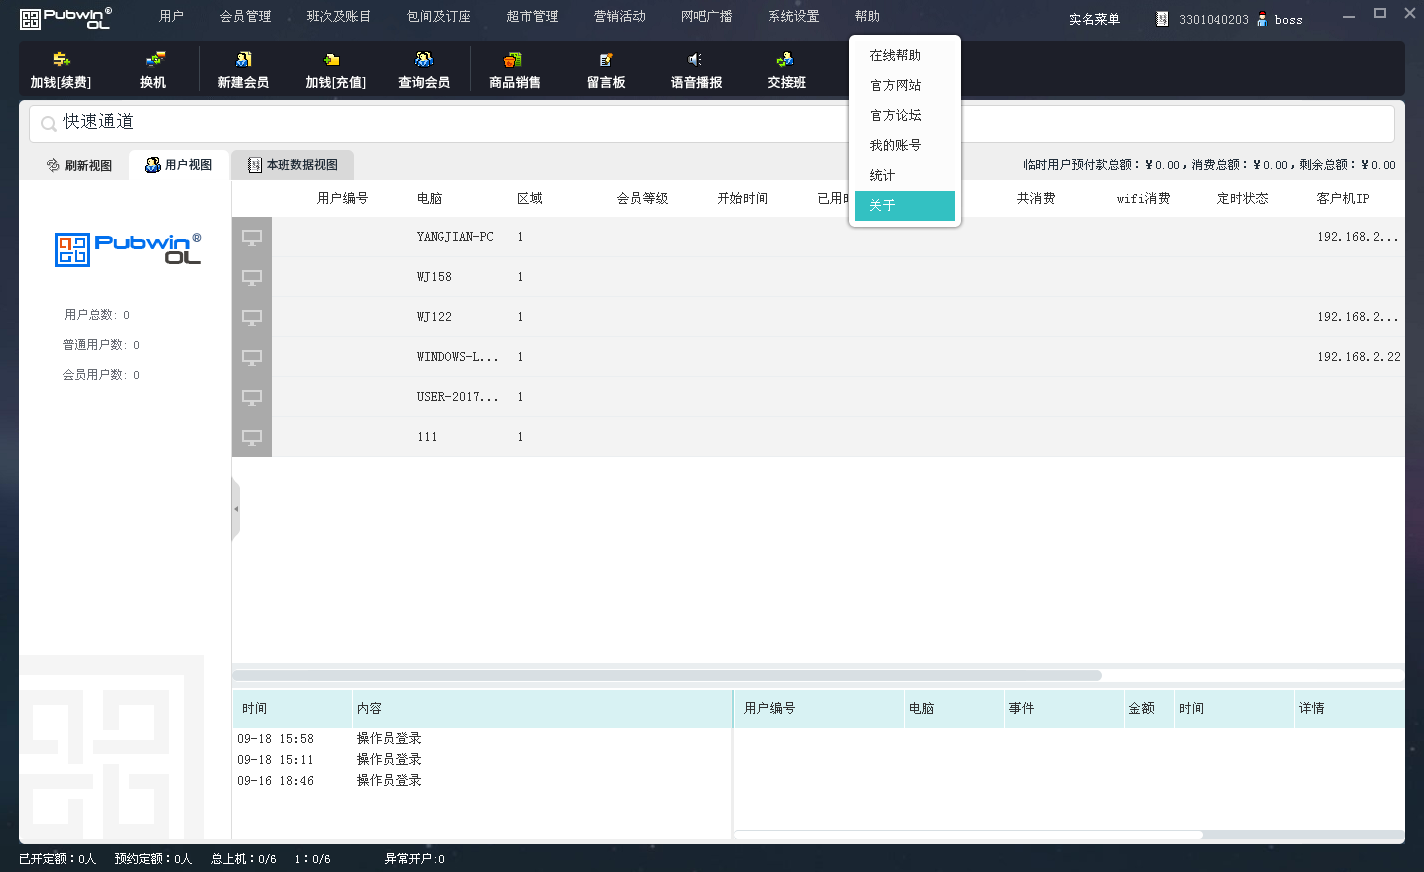 Pubwin® OL 用户 会员管理 班次及账目 包间及订座 超市管理 营销活动 网吧广播 系统设置 帮助 实名菜单 3301040203 boss
加钱[续费] 换机 新建会员 加钱[充值] 查询会员 商品销售 留言板 语音播报 交接班
在线帮助
官方网站
官方论坛
我的账号
统计
关于
快速通道
刷新视图 用户视图 本班数据视图 临时用户预付款总额：¥0.00，消费总额：¥0.00，剩余总额：¥0.00
用户编号 电脑 区域 会员等级 开始时间 已用 共消费 wifi消费 定时状态 客户机IP
YANGJIAN-PC 1 192.168.2...
WJ158 1
WJ122 1 192.168.2...
WINDOWS-L... 1 192.168.2.22
USER-2017... 1
111 1
Pubwin® OL
用户总数: 0
普通用户数: 0
会员用户数: 0
时间 内容
09-18 15:58 操作员登录
09-18 15:11 操作员登录
09-16 18:46 操作员登录
用户编号 电脑 事件 金额 时间 详情
已开定额：0人 预约定额：0人 总上机：0/6 1：0/6 异常开户:0